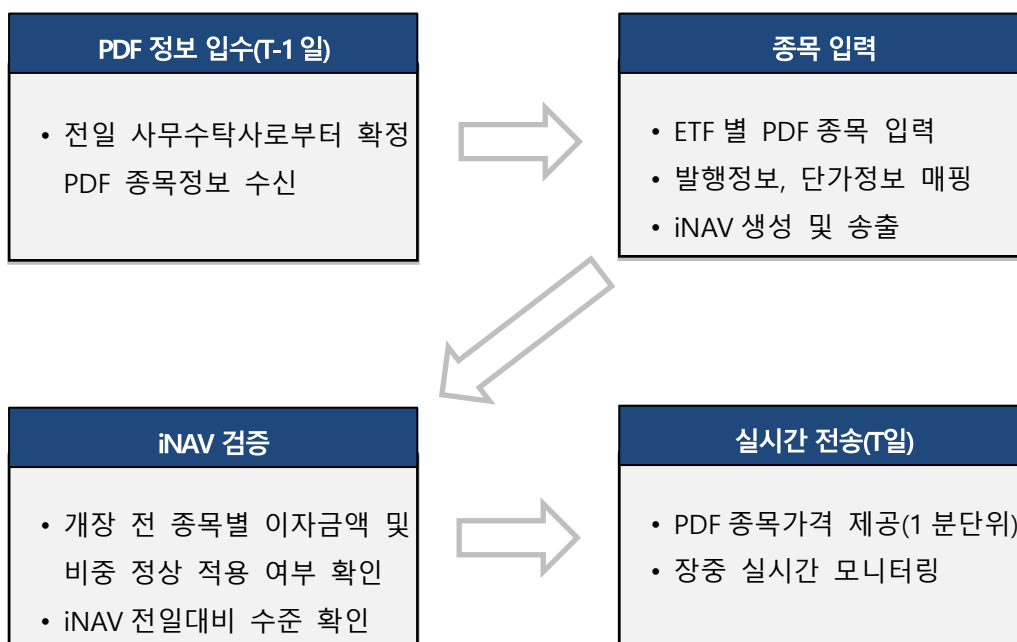 PDF 정보 입수(T-1 일)
• 전일 사무수탁사로부터 확정
PDF 종목정보 수신
종목 입력
• ETF 별 PDF 종목 입력
• 발행정보, 단가정보 매핑
• iNAV 생성 및 송출
iNAV 검증
• 개장 전 종목별 이자금액 및
비중 정상 적용 여부 확인
• iNAV 전일대비 수준 확인
실시간 전송(T일)
• PDF 종목가격 제공(1 분단위)
• 장중 실시간 모니터링